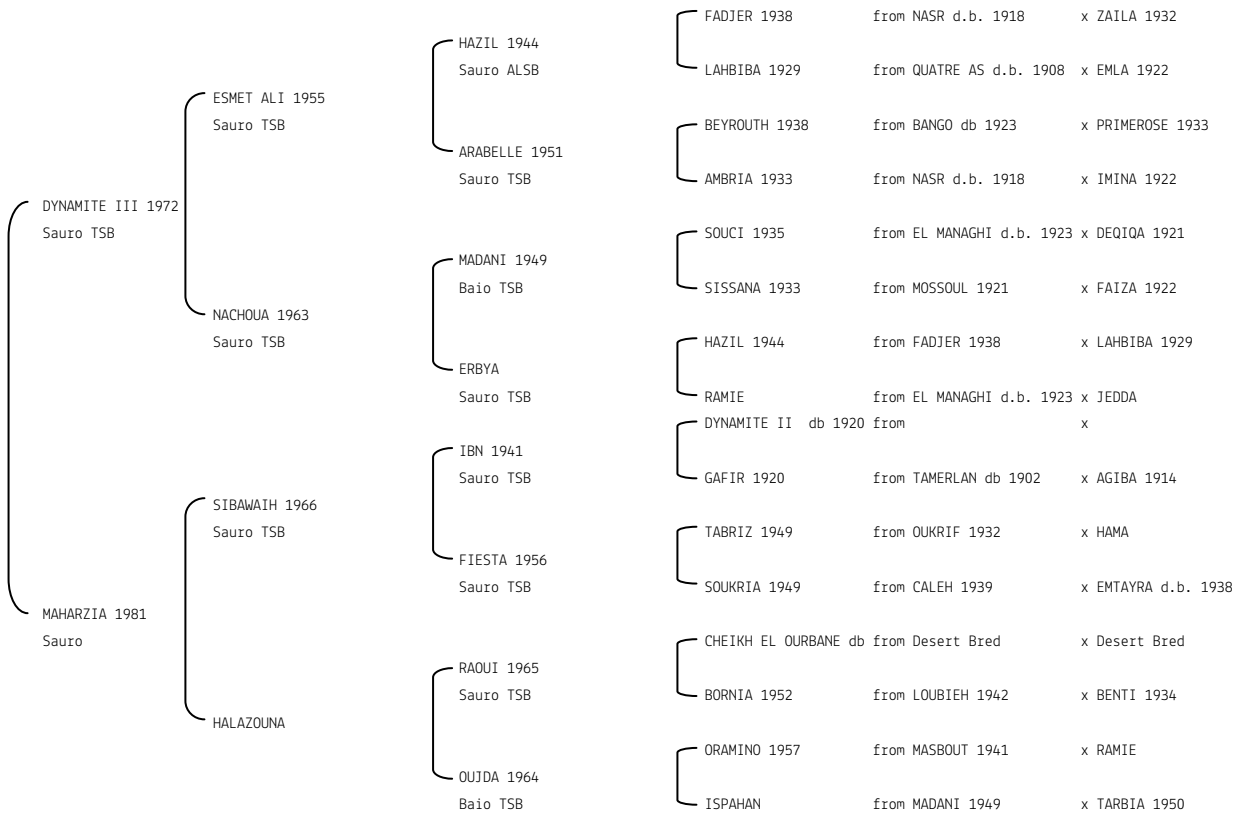 FADJER 1938 from NASR d.b. 1918 x ZAILA 1932
HAZIL 1944
Sauro ALSB
LAHBIBA 1929 from QUATRE AS d.b. 1908 x EMLA 1922
ESMET ALI 1955
Sauro TSB
BEYROUTH 1938 from BANGO db 1923 x PRIMEROSE 1933
ARABELLE 1951
Sauro TSB
AMBRIA 1933 from NASR d.b. 1918 x IMINA 1922
DYNAMITE III 1972
Sauro TSB
SOUCI 1935 from EL MANAGHI d.b. 1923 x DEQIQA 1921
MADANI 1949
Baio TSB
SISSANA 1933 from MOSSOUL 1921 x FAIZA 1922
NACHOUA 1963
Sauro TSB
HAZIL 1944 from FADJER 1938 x LAHBIBA 1929
ERBYA
Sauro TSB
RAMIE from EL MANAGHI d.b. 1923 x JEDDA
DYNAMITE II db 1920 from x
IBN 1941
Sauro TSB
GAFIR 1920 from TAMERLAN db 1902 x AGIBA 1914
SIBAWAIH 1966
Sauro TSB
TABRIZ 1949 from OUKRIF 1932 x HAMA
FIESTA 1956
Sauro TSB
SOUKRIA 1949 from CALEH 1939 x EMTAYRA d.b. 1938
MAHARZIA 1981
Sauro
CHEIKH EL OURBANE db from Desert Bred x Desert Bred
RAOUI 1965
Sauro TSB
BORNIA 1952 from LOUBIEH 1942 x BENTI 1934
HALAZOUNA
ORAMINO 1957 from MASBOUT 1941 x RAMIE
OUJDA 1964
Baio TSB
ISPAHAN from MADANI 1949 x TARBIA 1950